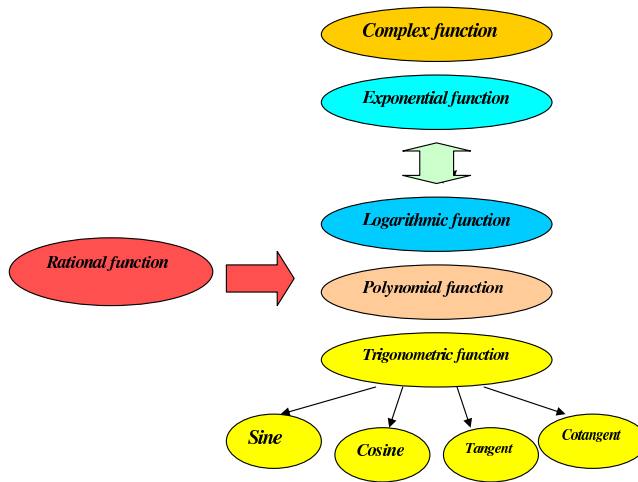 Complex function
Exponential function
Logarithmic function
Rational function
Polynomial function
Trigonometric function
Sine
Cosine
Tangent
Cotangent